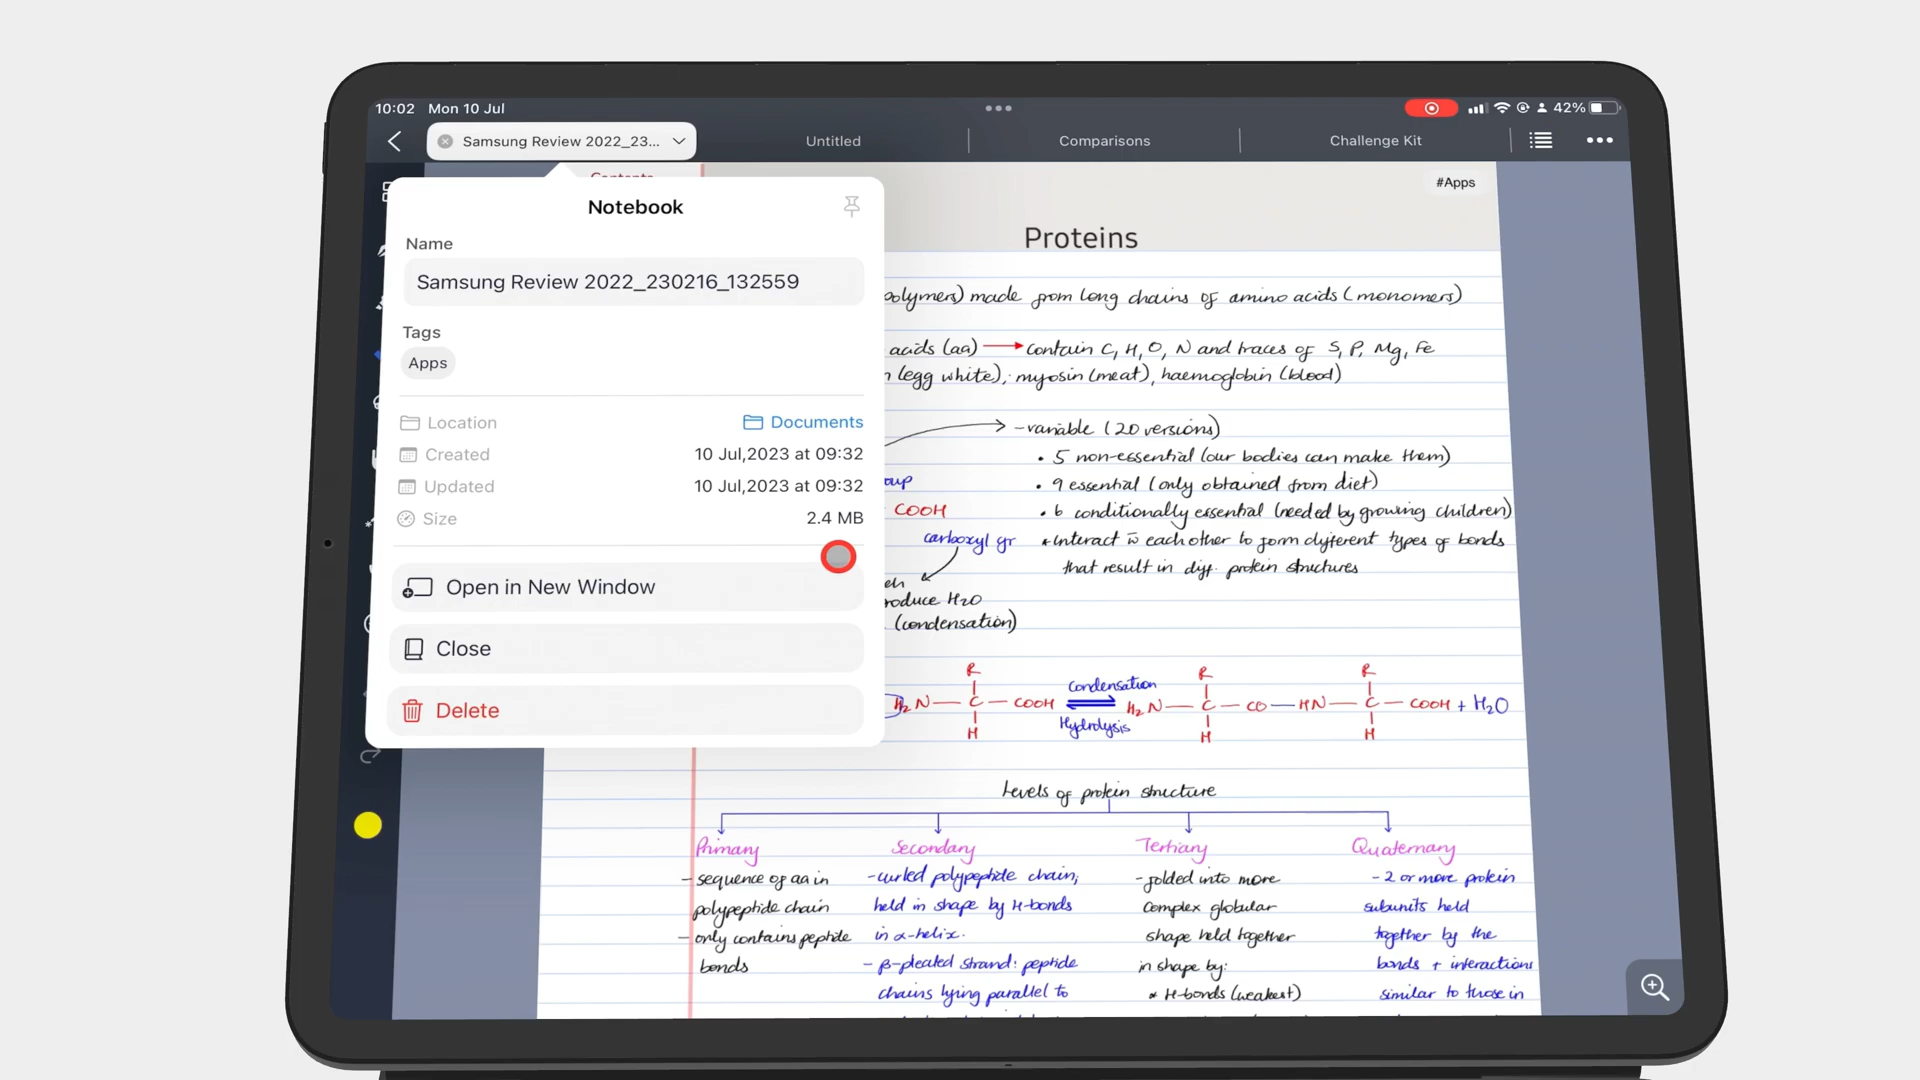 10:02 Mon 10 Jul
42%
Samsung Review 2022_23...
Untitled
Comparisons
Challenge Kit
#Apps
Notebook
Name
Samsung Review 2022_230216_132559
Tags
Apps
Location
Documents
Created
10 Jul,2023 at 09:32
Updated
10 Jul,2023 at 09:32
Size
2.4 MB
Open in New Window
Close
Delete
Proteins
polymers) made from long chains of amino acids (monomers)
acids (aa) → contain C, H, O, N and traces of S, P, Mg, Fe
(egg white), myosin (meat), haemoglobin (blood)
- variable (20 versions)
• 5 non-essential (our bodies can make them)
• 9 essential (only obtained from diet)
COOH
• 6 conditionally essential (needed by growing children)
carboxyl gr
* interact w̄ each other to form different types of bonds
that result in diff. protein structures
roduce H2O
(condensation)
R R R
H2N — C — COOH Condensation H2N — C — CO — HN — C — COOH + H2O
Hydrolysis
H H H
Levels of protein structure
Primary
- sequence of aa in
polypeptide chain
- only contains peptide
bonds
Secondary
- curled polypeptide chain,
held in shape by H-bonds
in α-helix.
- β-pleated strand: peptide
chains lying parallel to
Tertiary
- folded into more
complex globular
shape held together
in shape by:
* H-bonds (weakest)
Quaternary
- 2 or more protein
subunits held
together by the
bonds + interactions
similar to those in